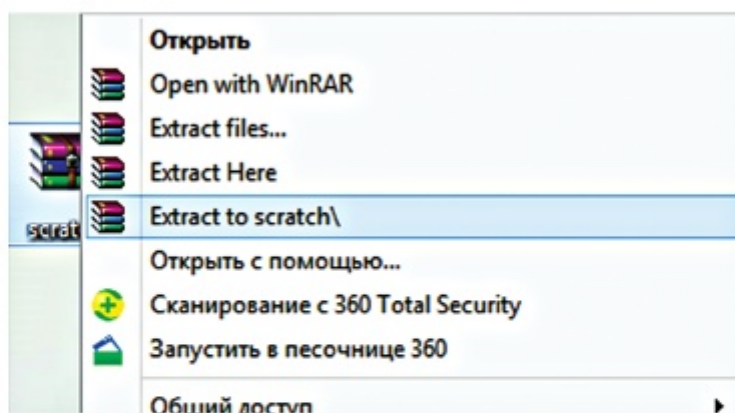 Открыть
Open with WinRAR
Extract files...
Extract Here
Extract to scratch\
scrat
Открыть с помощью...
Сканирование с 360 Total Security
Запустить в песочнице 360
Общий доступ